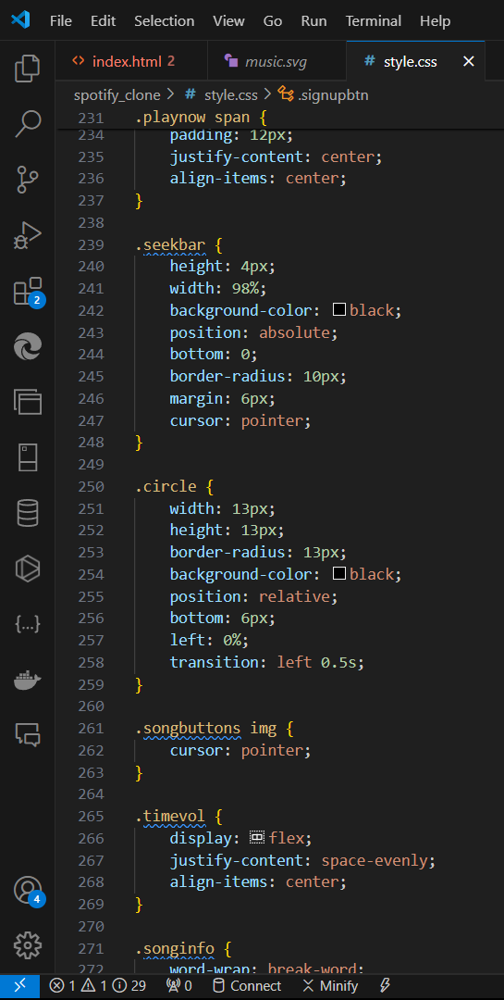 File Edit Selection View Go Run Terminal Help
<> index.html 2 music.svg # style.css ×
spotify_clone > # style.css > .signupbtn
231 .playnow span {
234 padding: 12px;
235 justify-content: center;
236 align-items: center;
237 }
238
239 .seekbar {
240 height: 4px;
241 width: 98%;
242 background-color: black;
243 position: absolute;
244 bottom: 0;
245 border-radius: 10px;
246 margin: 6px;
247 cursor: pointer;
248 }
249
250 .circle {
251 width: 13px;
252 height: 13px;
253 border-radius: 13px;
254 background-color: black;
255 position: relative;
256 bottom: 6px;
257 left: 0%;
258 transition: left 0.5s;
259 }
260
261 .songbuttons img {
262 cursor: pointer;
263 }
264
265 .timevol {
266 display: flex;
267 justify-content: space-evenly;
268 align-items: center;
269 }
270
271 .songinfo {
272 word-wrap: break-word;
2
{...}
4
1 1 29 0 Connect Minify